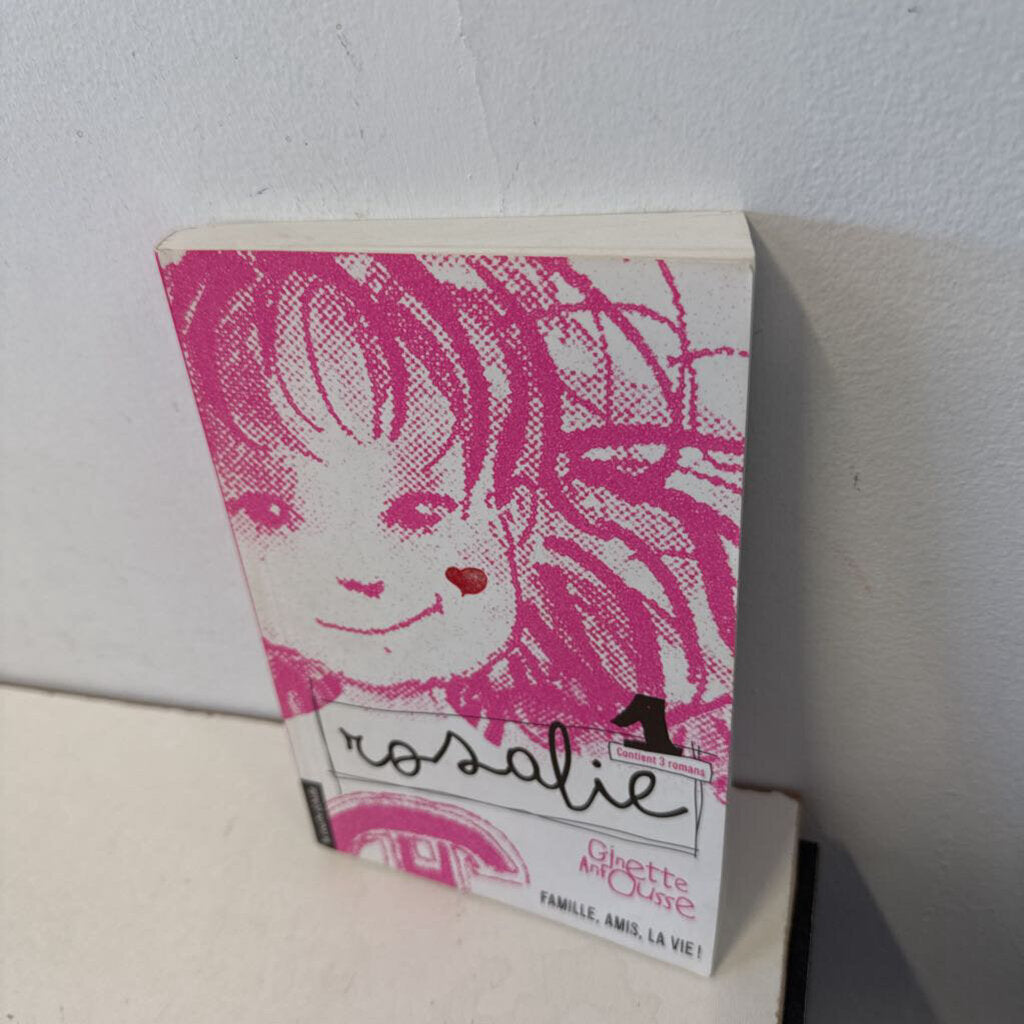 1
Contient 3 romans
rosalie
Ginette
Anfousse
FAMILLE, AMIS, LA VIE !